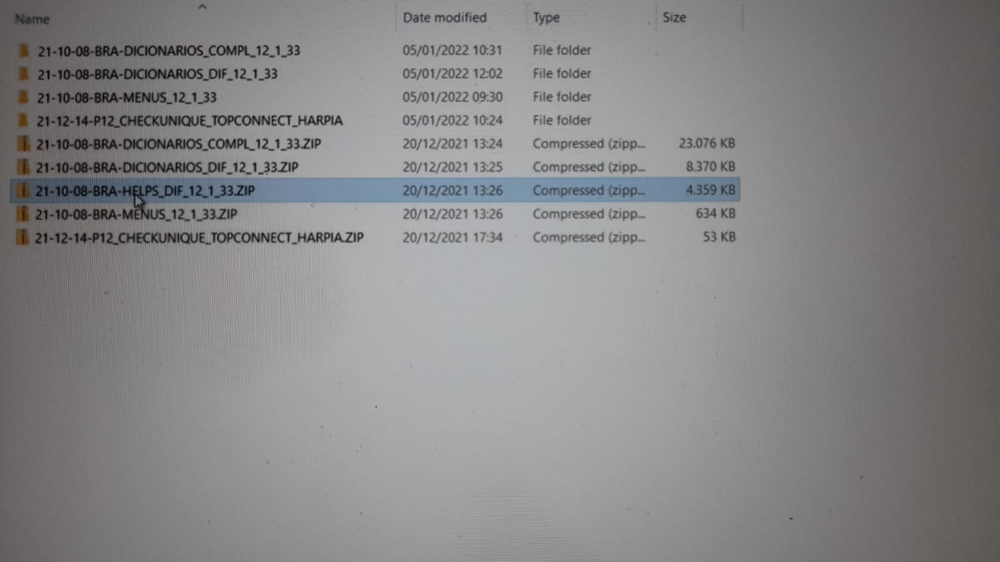 Name Date modified Type Size
21-10-08-BRA-DICIONARIOS_COMPL_12_1_33 05/01/2022 10:31 File folder
21-10-08-BRA-DICIONARIOS_DIF_12_1_33 05/01/2022 12:02 File folder
21-10-08-BRA-MENUS_12_1_33 05/01/2022 09:30 File folder
21-12-14-P12_CHECKUNIQUE_TOPCONNECT_HARPIA 05/01/2022 10:24 File folder
21-10-08-BRA-DICIONARIOS_COMPL_12_1_33.ZIP 20/12/2021 13:24 Compressed (zipp... 23.076 KB
21-10-08-BRA-DICIONARIOS_DIF_12_1_33.ZIP 20/12/2021 13:25 Compressed (zipp... 8.370 KB
21-10-08-BRA-HELPS_DIF_12_1_33.ZIP 20/12/2021 13:26 Compressed (zipp... 4.359 KB
21-10-08-BRA-MENUS_12_1_33.ZIP 20/12/2021 13:26 Compressed (zipp... 634 KB
21-12-14-P12_CHECKUNIQUE_TOPCONNECT_HARPIA.ZIP 20/12/2021 17:34 Compressed (zipp... 53 KB